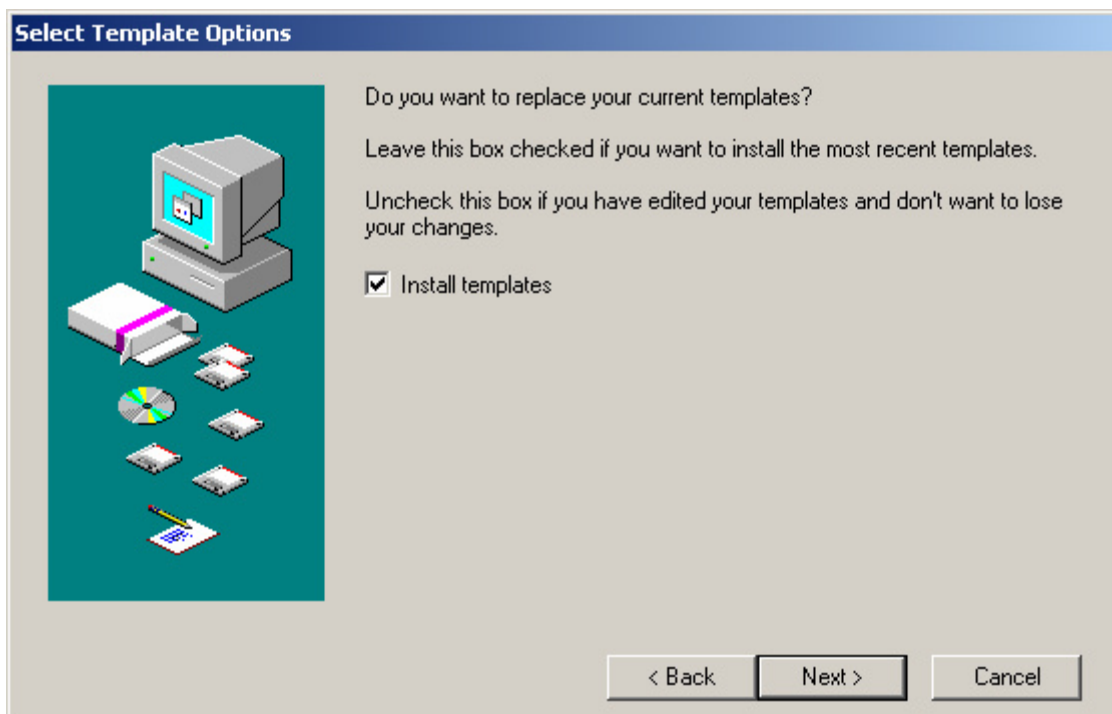 Select Template Options
Do you want to replace your current templates?
Leave this box checked if you want to install the most recent templates.
Uncheck this box if you have edited your templates and don't want to lose
your changes.
Install templates
< Back
Next >
Cancel